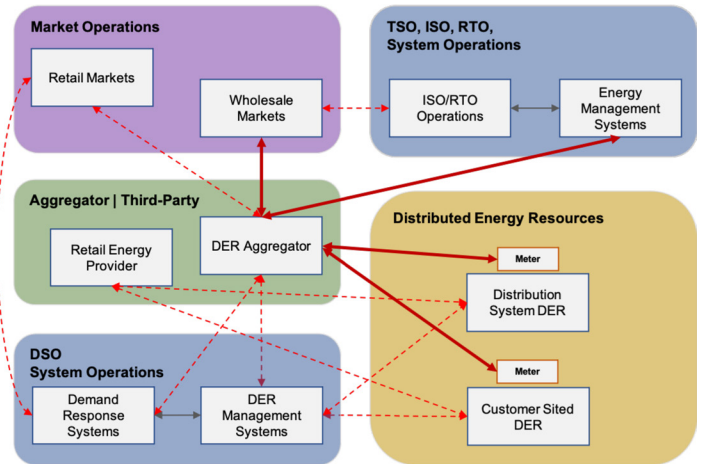 Market Operations
Retail Markets
Wholesale
Markets
TSO, ISO, RTO,
System Operations
ISO/RTO
Operations
Energy
Management
Systems
Aggregator | Third-Party
Retail Energy
Provider
DER Aggregator
Distributed Energy Resources
Meter
Distribution
System DER
Meter
Customer Sited
DER
DSO
System Operations
Demand
Response
Systems
DER
Management
Systems